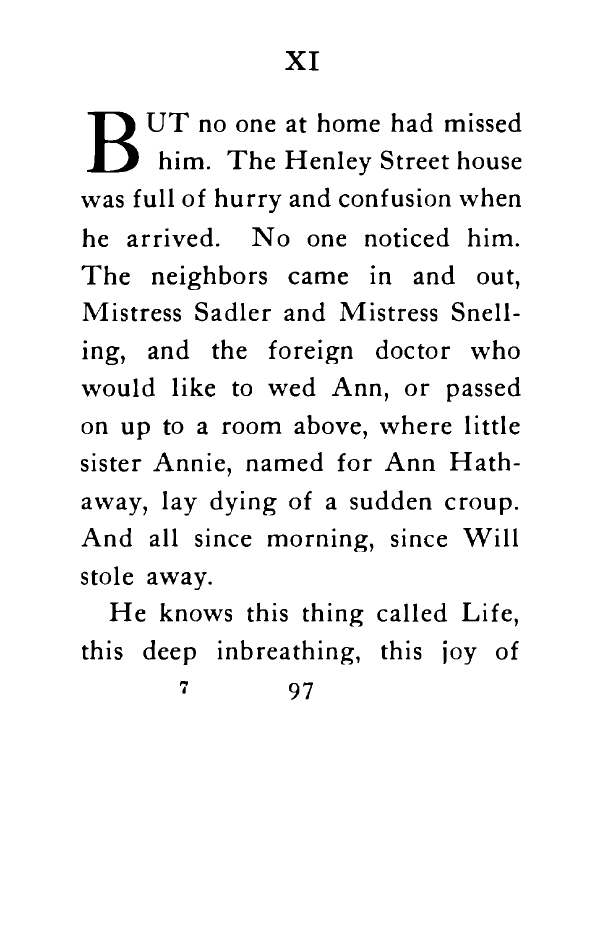 XI
BUT no one at home had missed
him. The Henley Street house
was full of hurry and confusion when
he arrived. No one noticed him.
The neighbors came in and out,
Mistress Sadler and Mistress Snell-
ing, and the foreign doctor who
would like to wed Ann, or passed
on up to a room above, where little
sister Annie, named for Ann Hath-
away, lay dying of a sudden croup.
And all since morning, since Will
stole away.
He knows this thing called Life,
this deep inbreathing, this joy of
7 97